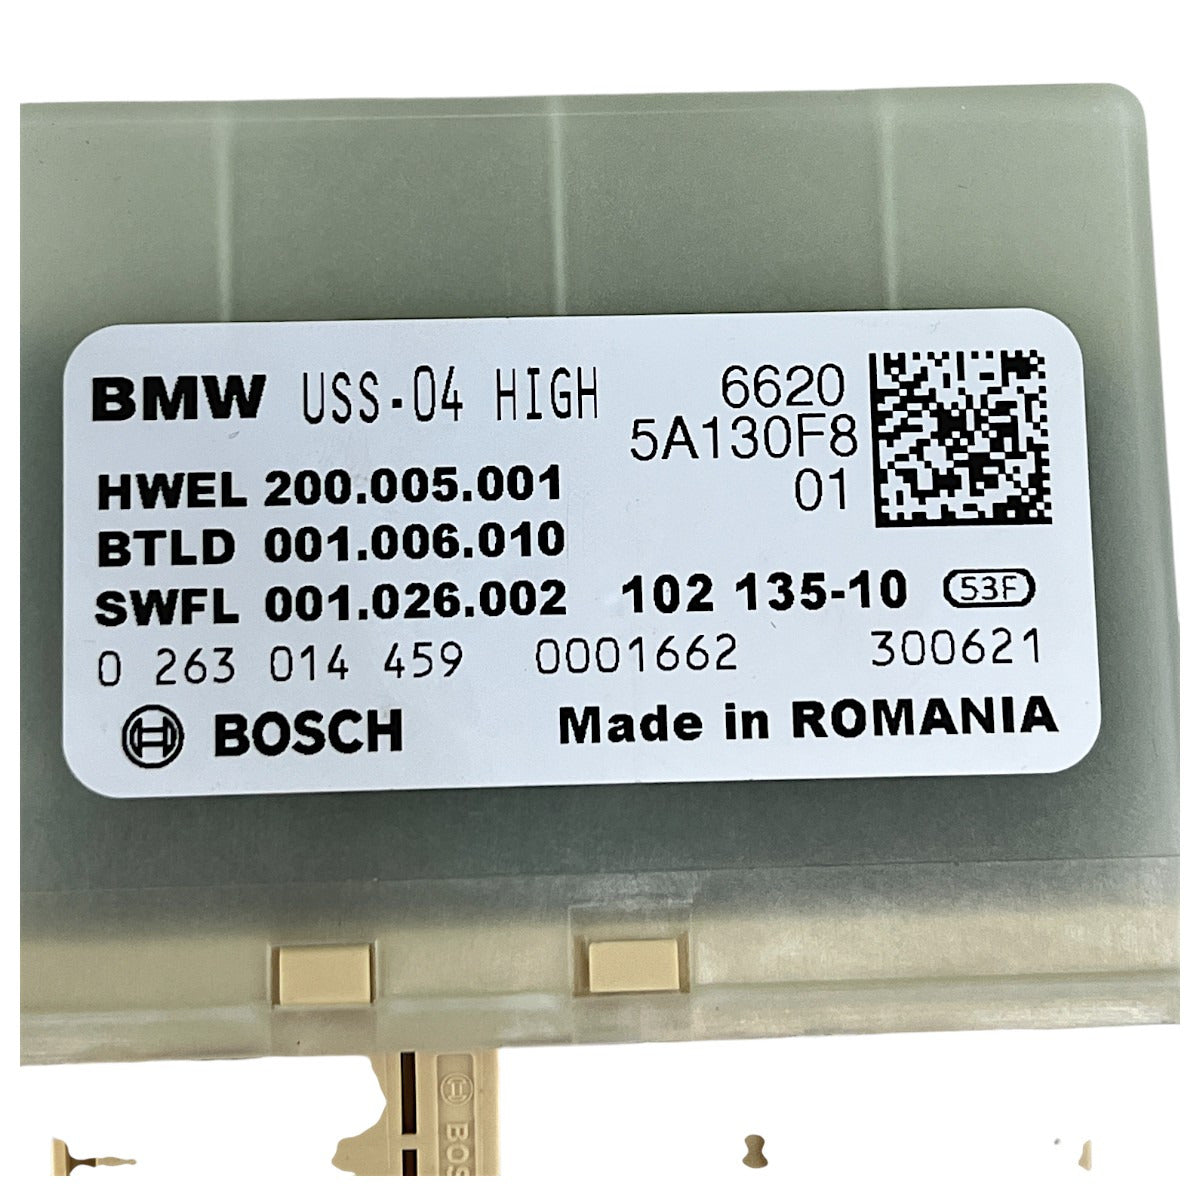 BMW USS-04 HIGH 6620
5A130F8
01
HWEL 200.005.001
BTLD 001.006.010
SWFL 001.026.002 102 135-10 53F
0 263 014 459 0001662 300621
BOSCH Made in ROMANIA